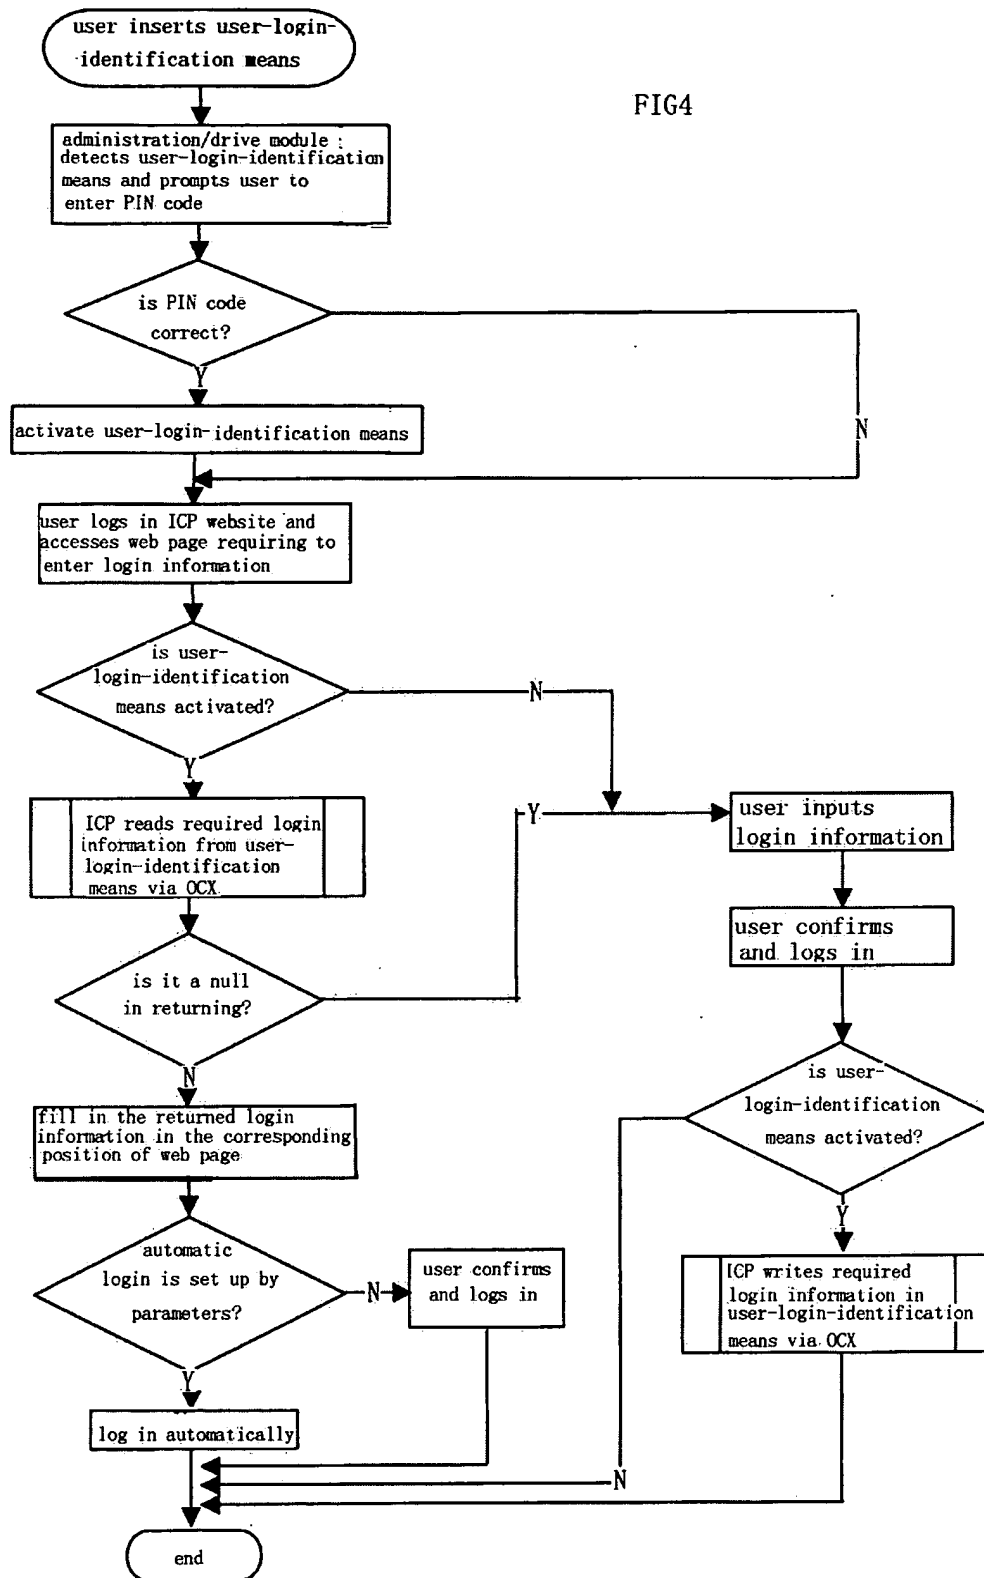 user inserts user-login-
identification means
FIG4
administration/drive module :
detects user-login-identification
means and prompts user to
enter PIN code
is PIN code
correct?
Y
N
activate user-login-identification means
user logs in ICP website and
accesses web page requiring to
enter login information
is user-
login-identification
means activated?
N
Y
ICP reads required login
information from user-
login-identification
means via OCX
Y
user inputs
login information
user confirms
and logs in
is it a null
in returning?
N
is user-
login-identification
means activated?
fill in the returned login
information in the corresponding
position of web page
Y
automatic
login is set up by
parameters?
N
user confirms
and logs in
ICP writes required
login information in
user-login-identification
means via OCX
Y
log in automatically
N
end